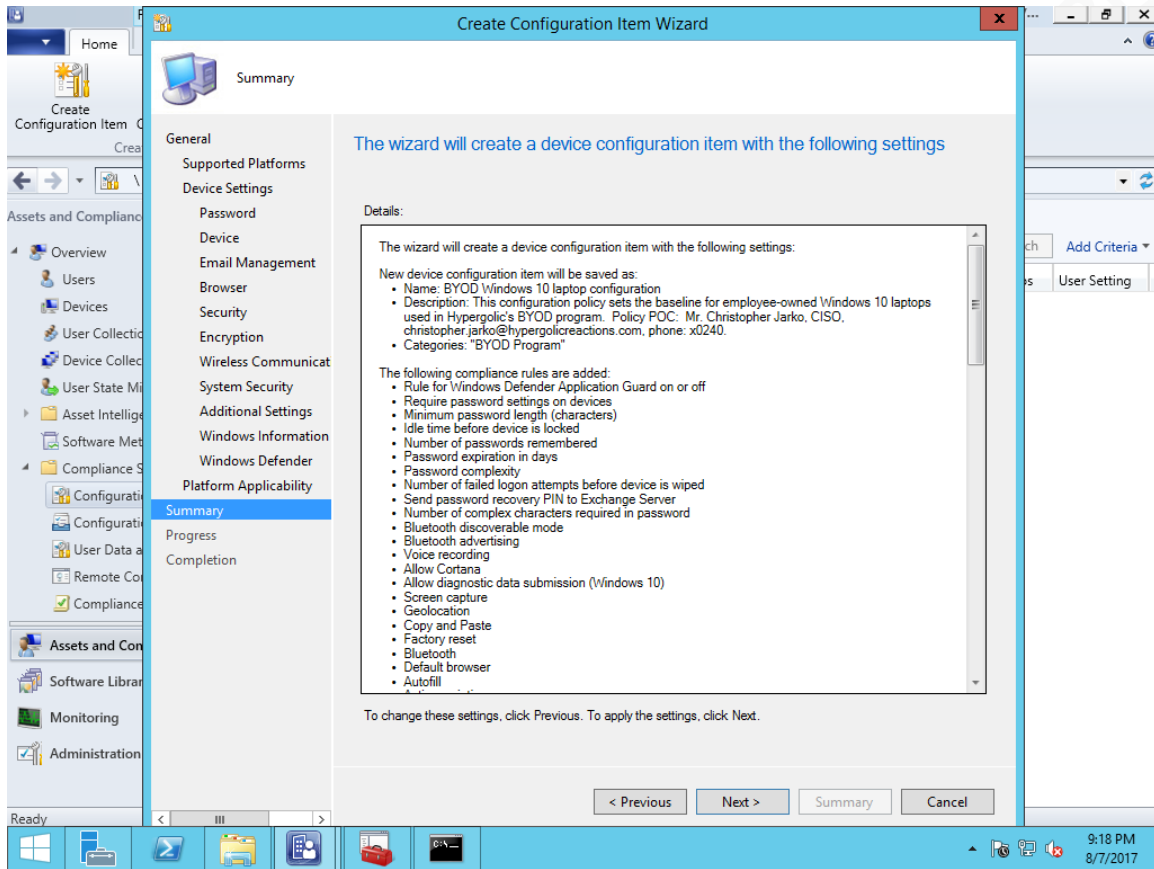 Create Configuration Item Wizard
Home
Create
Configuration Item
Summary
General
Supported Platforms
Device Settings
Password
Device
Email Management
Browser
Security
Encryption
Wireless Communicat
System Security
Additional Settings
Windows Information
Windows Defender
Platform Applicability
Summary
Progress
Completion
The wizard will create a device configuration item with the following settings
Details:
The wizard will create a device configuration item with the following settings:
New device configuration item will be saved as:
• Name: BYOD Windows 10 laptop configuration
• Description: This configuration policy sets the baseline for employee-owned Windows 10 laptops
used in Hypergolic's BYOD program.  Policy POC:  Mr. Christopher Jarko, CISO,
christopher.jarko@hypergolicreactions.com, phone: x0240.
• Categories: "BYOD Program"
The following compliance rules are added:
• Rule for Windows Defender Application Guard on or off
• Require password settings on devices
• Minimum password length (characters)
• Idle time before device is locked
• Number of passwords remembered
• Password expiration in days
• Password complexity
• Number of failed logon attempts before device is wiped
• Send password recovery PIN to Exchange Server
• Number of complex characters required in password
• Bluetooth discoverable mode
• Bluetooth advertising
• Voice recording
• Allow Cortana
• Allow diagnostic data submission (Windows 10)
• Screen capture
• Geolocation
• Copy and Paste
• Factory reset
• Bluetooth
• Default browser
• Autofill
To change these settings, click Previous. To apply the settings, click Next.
< Previous
Next >
Summary
Cancel
Crea
\
Assets and Complianc
Overview
Users
Devices
User Collectio
Device Collec
User State Mi
Asset Intellige
Software Met
Compliance S
Configurati
Configurati
User Data a
Remote Co
Compliance
Assets and Con
Software Librar
Monitoring
Administration
Ready
ch
Add Criteria
User Setting
C:\_
9:18 PM
8/7/2017